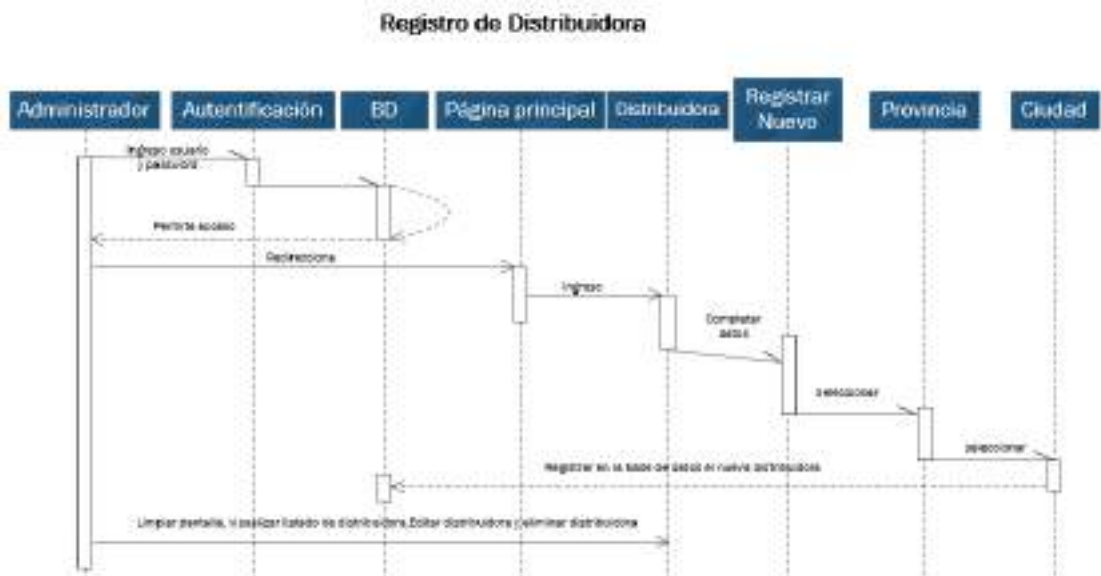 Registro de Distribuidora
Administrador
Autentificación
BD
Página principal
Distribuidora
Registrar
Nuevo
Provincia
Ciudad
Ingreso usuario
y password
Permite acceso
Redirecciona
Ingreso
Completar
datos
seleccionar
seleccionar
Registrar en la base de datos el nuevo distribuidora
Limpiar pantalla, visualizar listado de distribuidora,Editar distribuidora y eliminar distribuidora